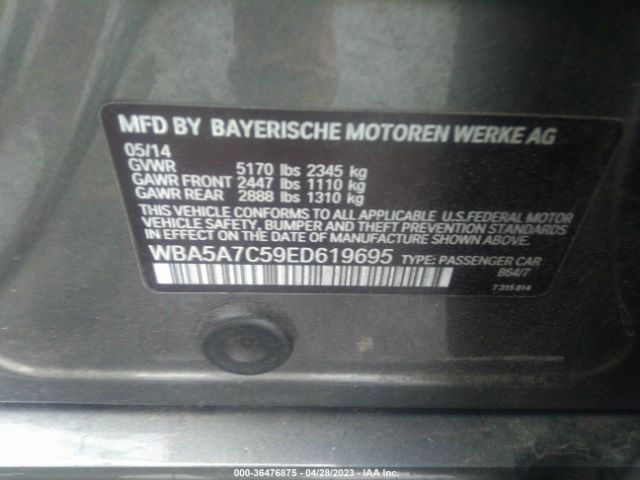 MFD BY BAYERISCHE MOTOREN WERKE AG
05/14
GVWR 5170 lbs 2345 kg
GAWR FRONT 2447 lbs 1110 kg
GAWR REAR 2888 lbs 1310 kg
THIS VEHICLE CONFORMS TO ALL APPLICABLE U.S.FEDERAL MOTOR
VEHICLE SAFETY, BUMPER, AND THEFT PREVENTION STANDARDS
IN EFFECT ON THE DATE OF MANUFACTURE SHOWN ABOVE.
WBA5A7C59ED619695 TYPE: PASSENGER CAR
B64/7
7 315 814
000-36476875 - 04/28/2023 - IAA Inc.